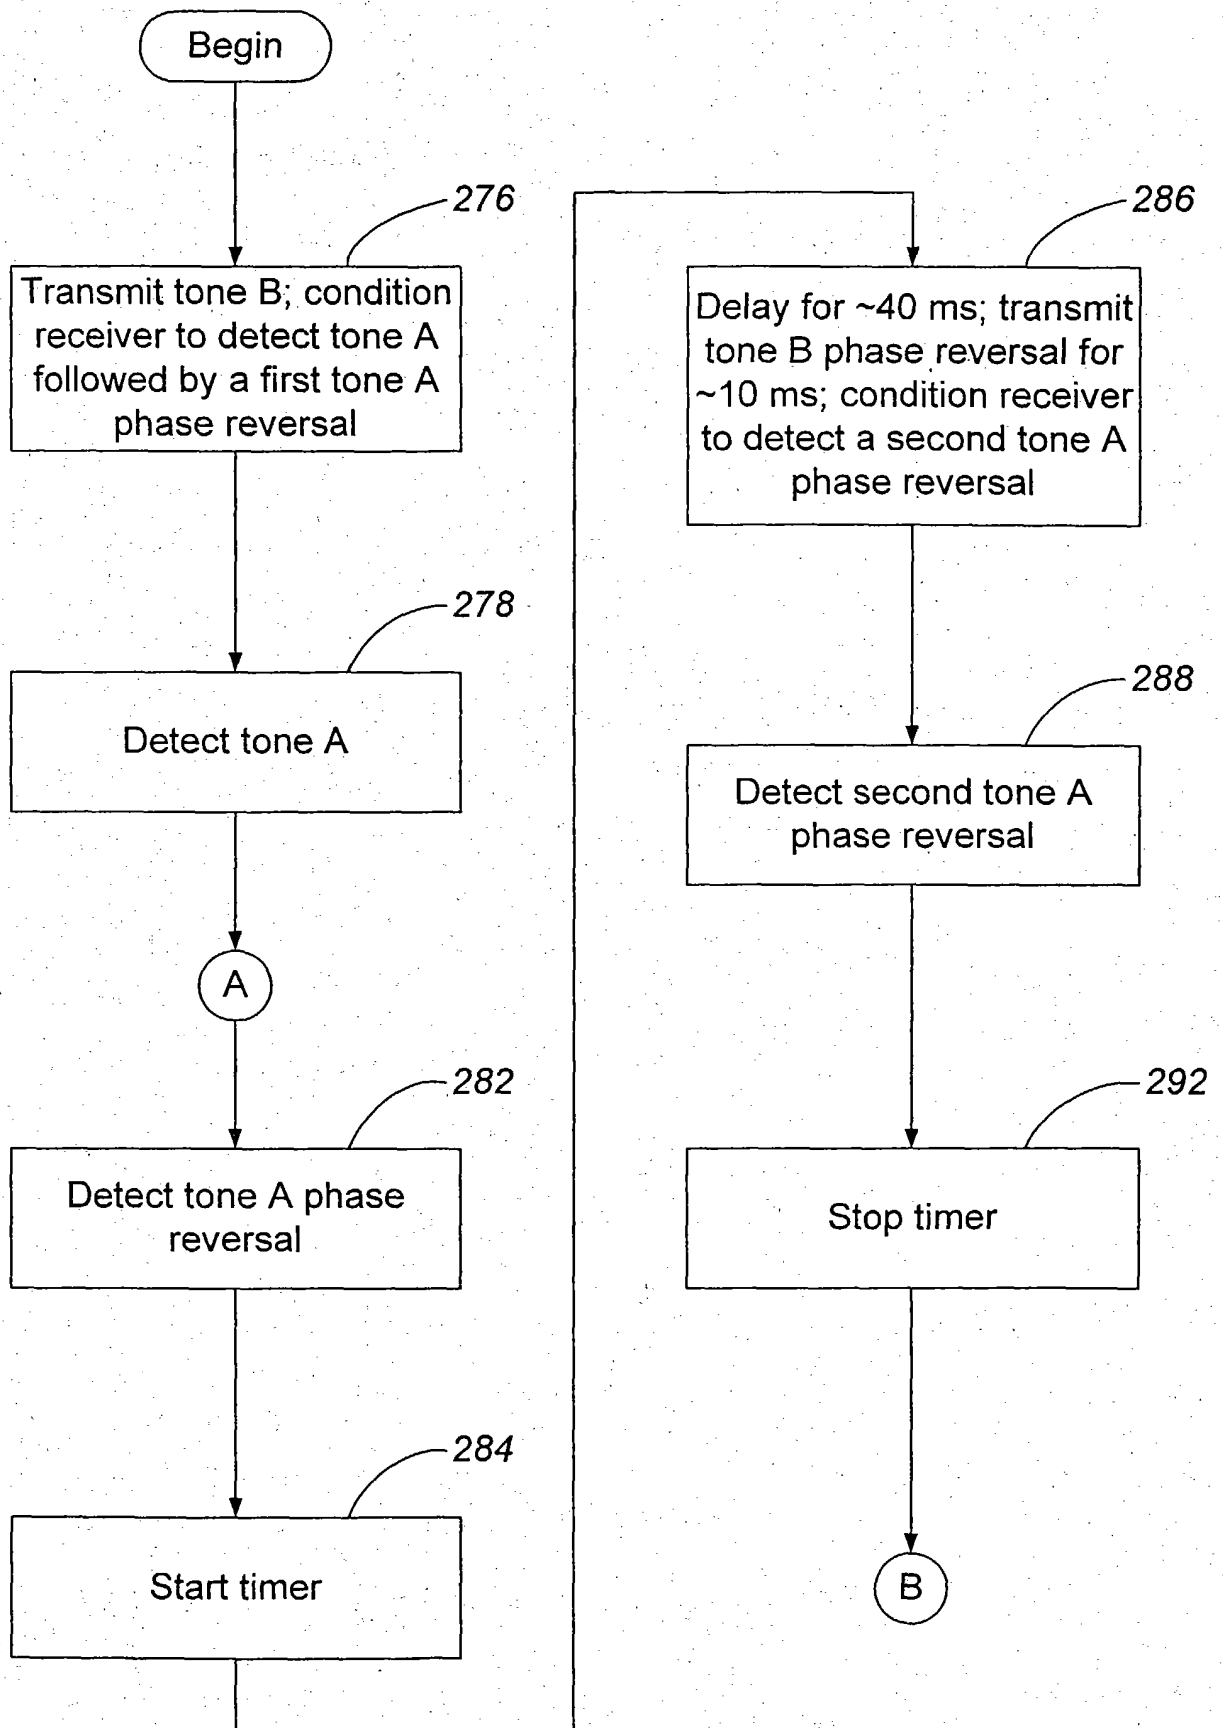 Begin
276
Transmit tone B; condition
receiver to detect tone A
followed by a first tone A
phase reversal
278
Detect tone A
A
282
Detect tone A phase
reversal
284
Start timer
286
Delay for ~40 ms; transmit
tone B phase reversal for
~10 ms; condition receiver
to detect a second tone A
phase reversal
288
Detect second tone A
phase reversal
292
Stop timer
B